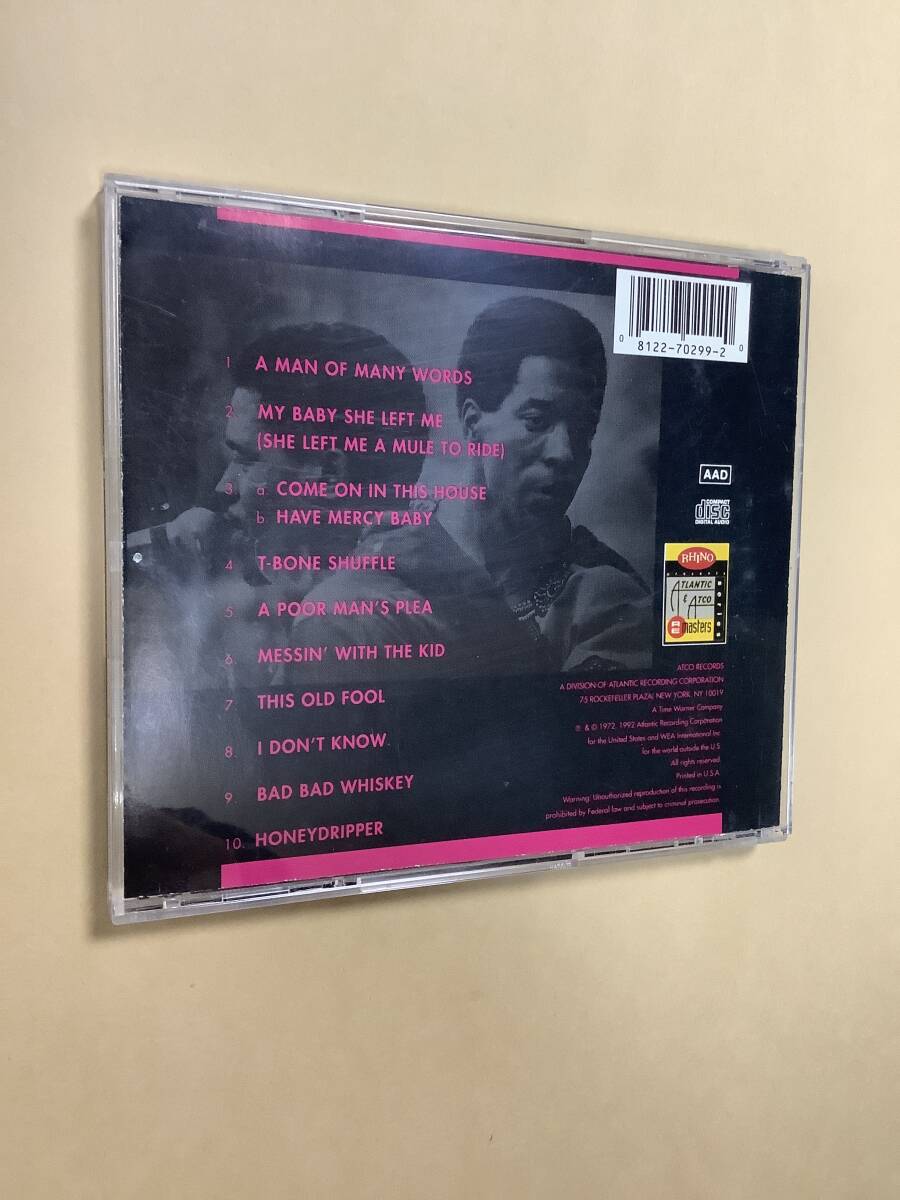 1 A MAN OF MANY WORDS
2 MY BABY SHE LEFT ME
(SHE LEFT ME A MULE TO RIDE)
3 a COME ON IN THIS HOUSE
b HAVE MERCY BABY
4 T-BONE SHUFFLE
5 A POOR MAN'S PLEA
6 MESSIN' WITH THE KID
7 THIS OLD FOOL
8. I DON'T KNOW
9 BAD BAD WHISKEY
10. HONEYDRIPPER
0 8122-70299-2 0
AAD
COMPACT
disc
DIGITAL AUDIO
RHINO
presents
ATLANTIC
& ATCO
RE masters
series
ATCO RECORDS
A DIVISION OF ATLANTIC RECORDING CORPORATION
75 ROCKEFELLER PLAZA, NEW YORK, NY 10019
A Time Warner Company
℗ & © 1972, 1992 Atlantic Recording Corporation
for the United States and WEA International Inc.
for the world outside the U.S.
All rights reserved.
Printed in U.S.A.
Warning: Unauthorized reproduction of this recording is
prohibited by Federal law and subject to criminal prosecution.